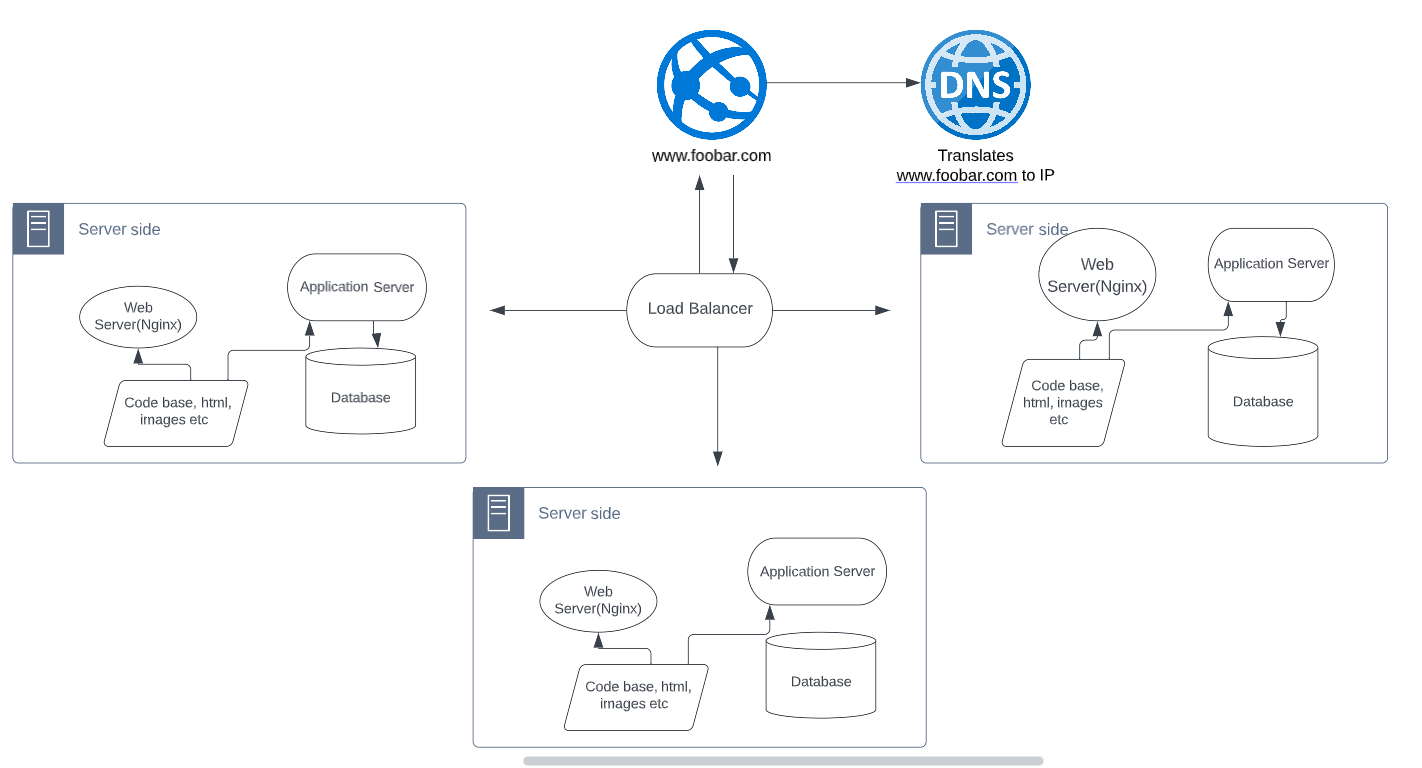 DNS
www.foobar.com
Translates
www.foobar.com to IP
Server side
Web
Server(Nginx)
Application Server
Code base, html,
images etc
Database
Load Balancer
Server side
Web
Server(Nginx)
Application Server
Code base,
html, images
etc
Database
Server side
Web
Server(Nginx)
Application Server
Code base, html,
images etc
Database